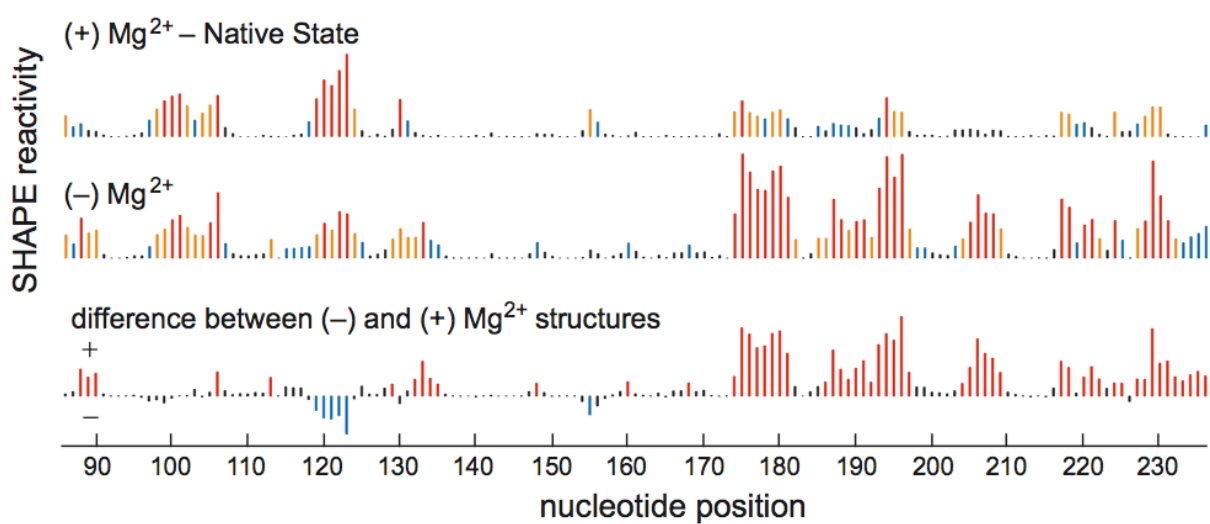 (+) Mg2+ – Native State
SHAPE reactivity
(–) Mg2+
difference between (–) and (+) Mg2+ structures
+
–
90 100 110 120 130 140 150 160 170 180 190 200 210 220 230
nucleotide position